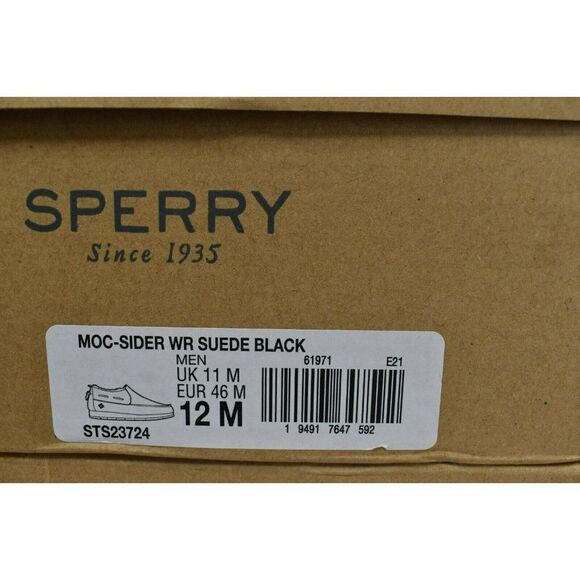 SPERRY
Since 1935
MOC-SIDER WR SUEDE BLACK
MEN 61971 E21
UK 11 M
EUR 46 M
12 M
STS23724
1 9491 7647 592